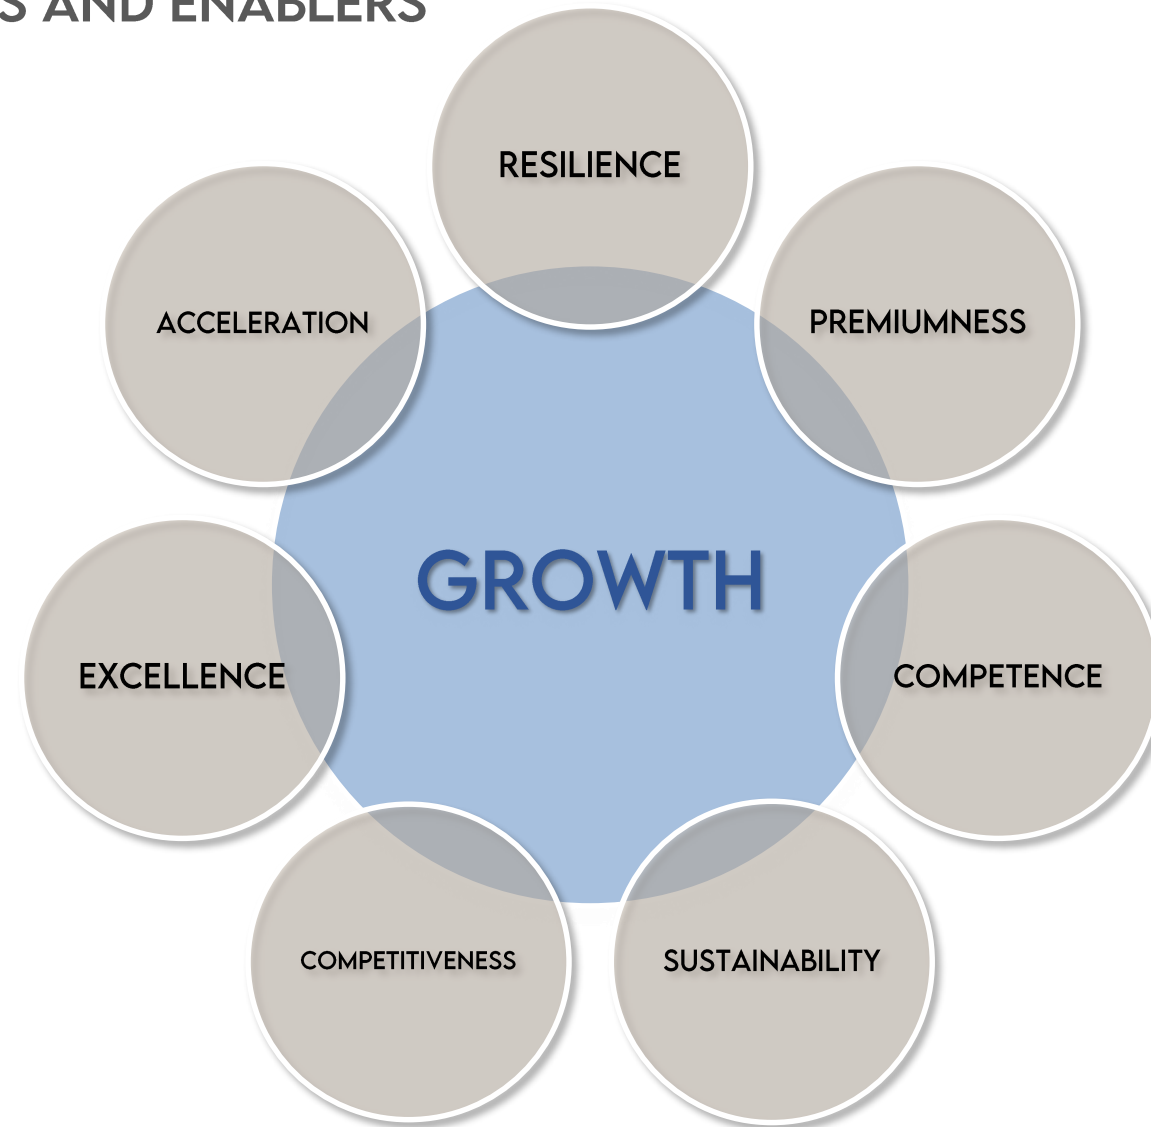 S AND ENABLERS
RESILIENCE
ACCELERATION
PREMIUMNESS
GROWTH
EXCELLENCE
COMPETENCE
COMPETITIVENESS
SUSTAINABILITY